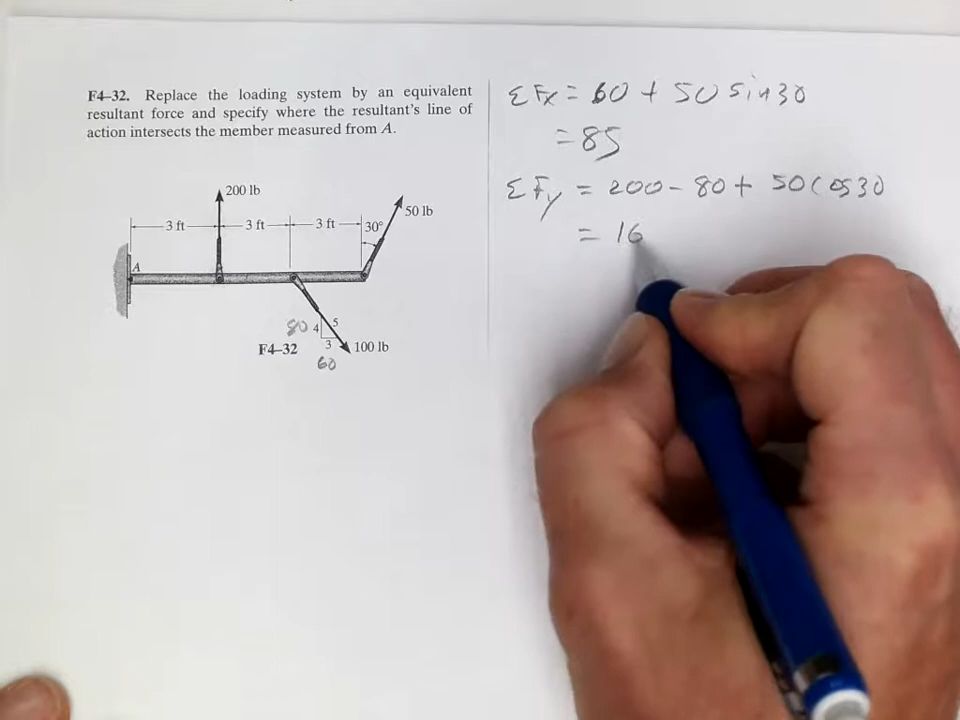 F4–32. Replace the loading system by an equivalent
resultant force and specify where the resultant's line of
action intersects the member measured from A.
200 lb
50 lb
3 ft
3 ft
3 ft
30°
A
80
4
5
3
100 lb
F4–32
60
ΣFx = 60 + 50 sin30
= 85
ΣFy = 200 - 80 + 50 cos30
= 16